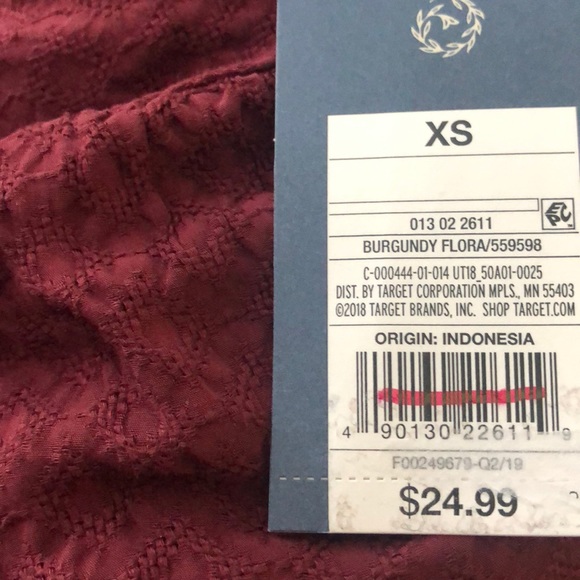 XS
EPC
013 02 2611
BURGUNDY FLORA/559598
C-000444-01-014 UT18_50A01-0025
DIST. BY TARGET CORPORATION MPLS., MN 55403
©2018 TARGET BRANDS, INC. SHOP TARGET.COM
ORIGIN: INDONESIA
4 90130 22611 9
F00249679-Q2/19
$24.99